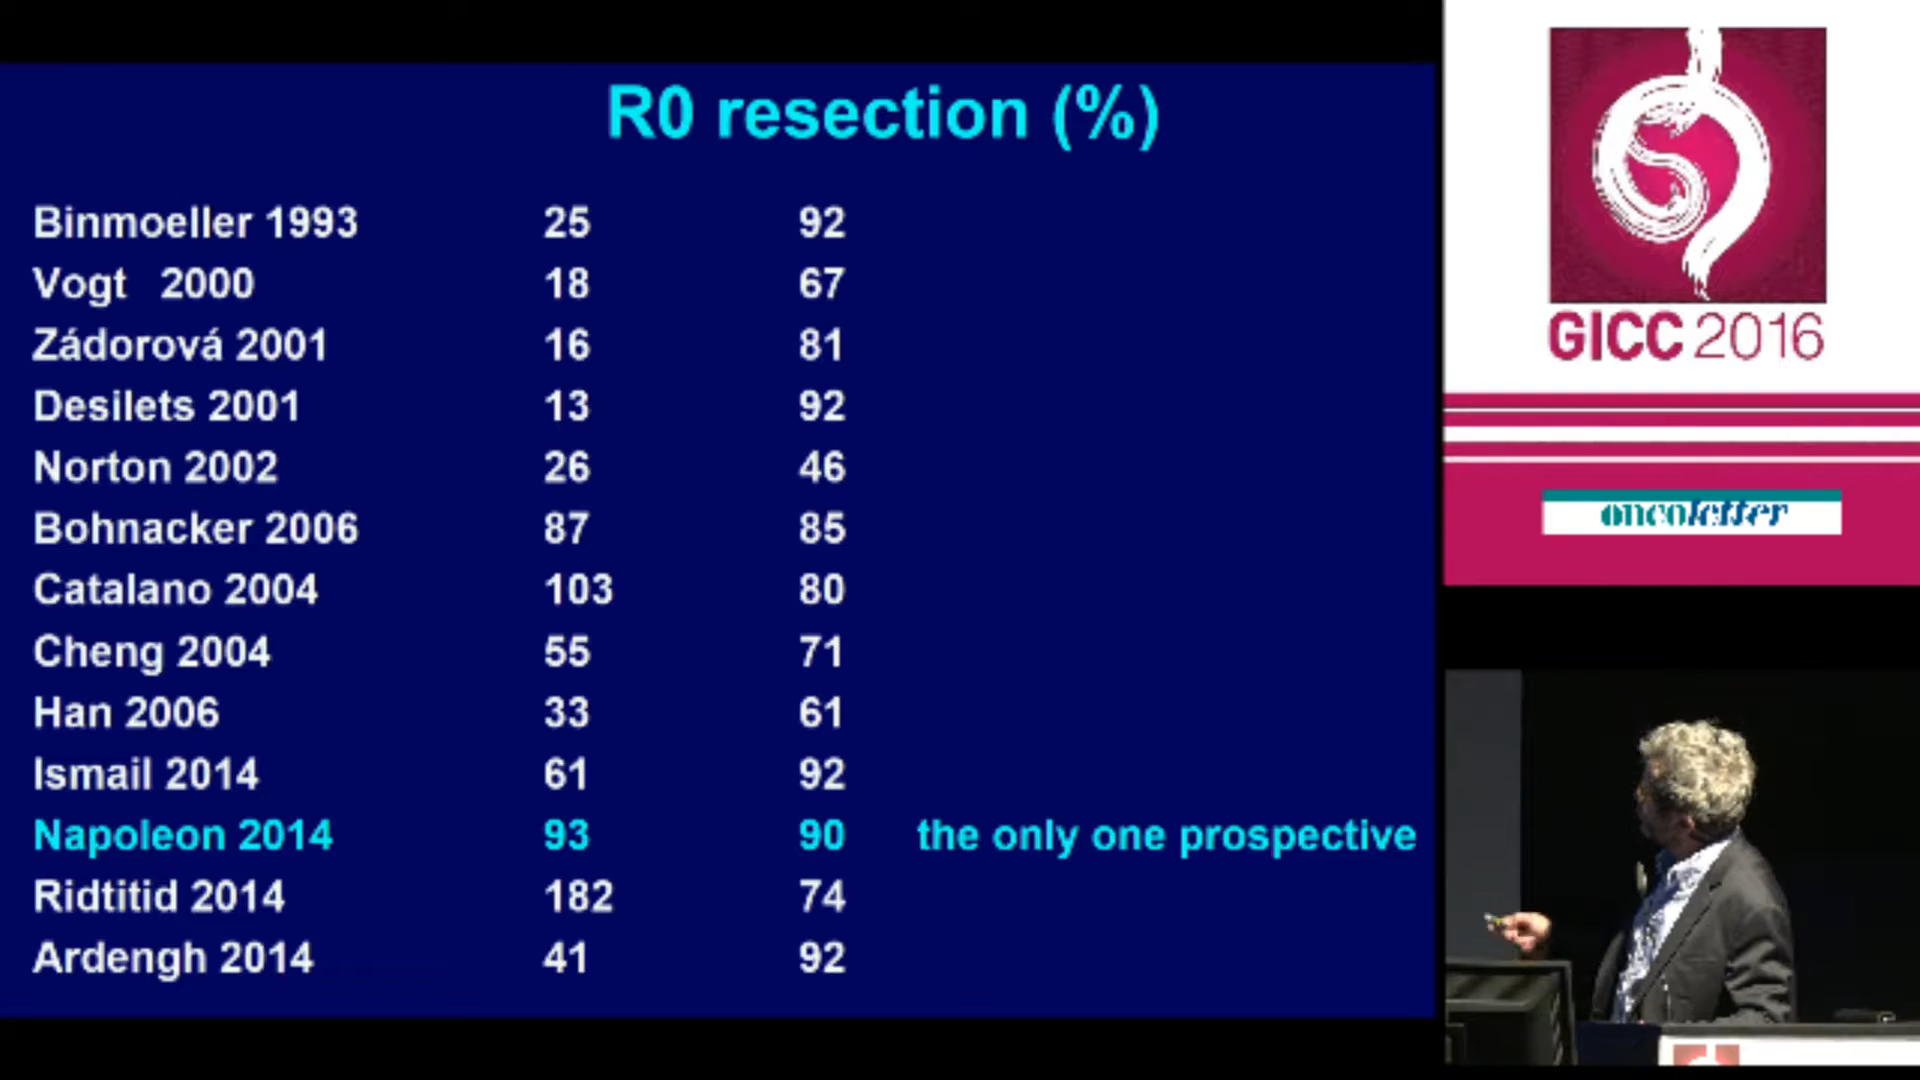 R0 resection (%)
Binmoeller 1993 25 92
Vogt 2000 18 67
Zádorová 2001 16 81
Desilets 2001 13 92
Norton 2002 26 46
Bohnacker 2006 87 85
Catalano 2004 103 80
Cheng 2004 55 71
Han 2006 33 61
Ismail 2014 61 92
Napoleon 2014 93 90 the only one prospective
Ridtitid 2014 182 74
Ardengh 2014 41 92
GICC 2016
oncoletter